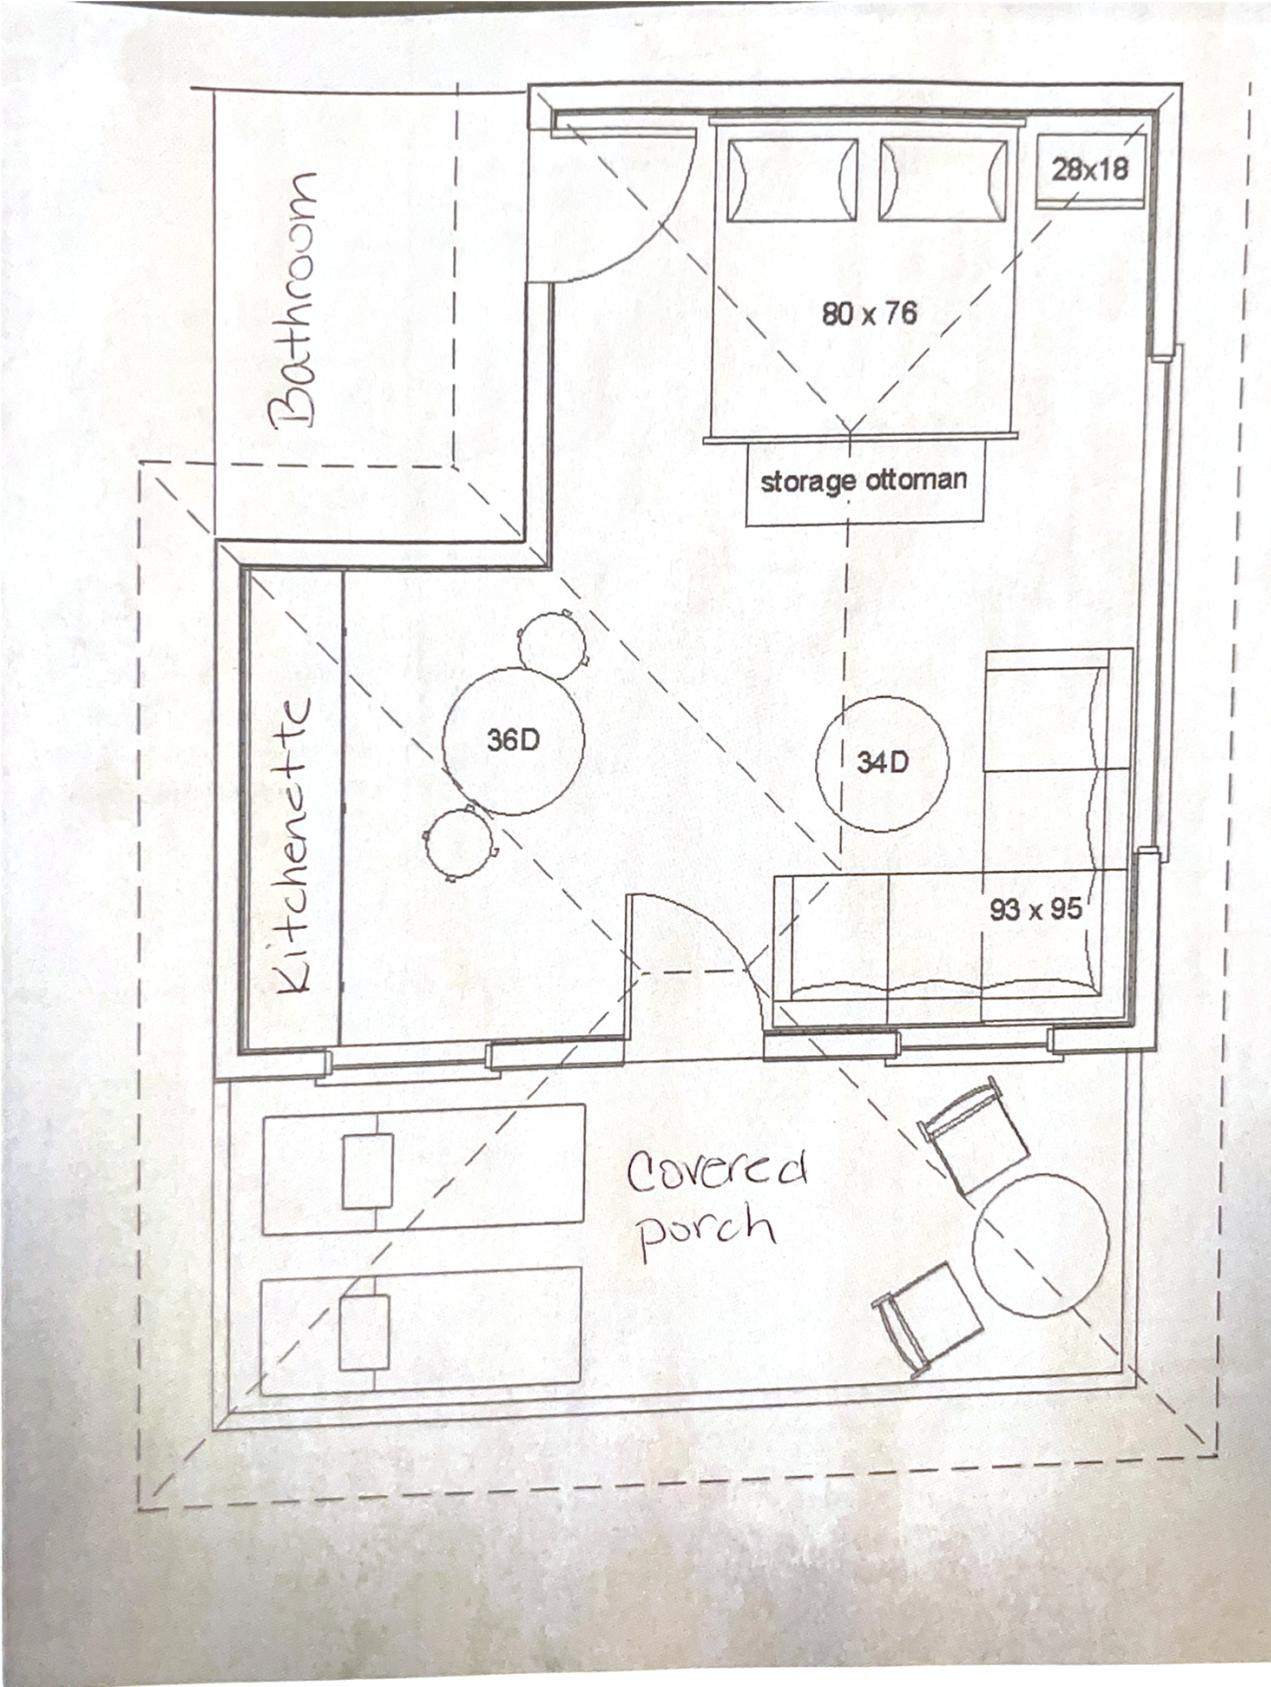 Bathroom
28x18
80 x 76
storage ottoman
Kitchenette
36D
34D
93 x 95
Covered
porch